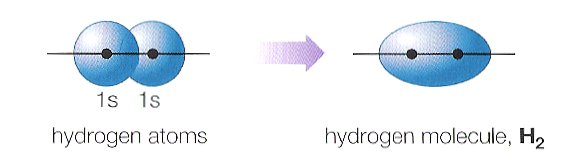 1s 1s
hydrogen atoms
hydrogen molecule, H₂